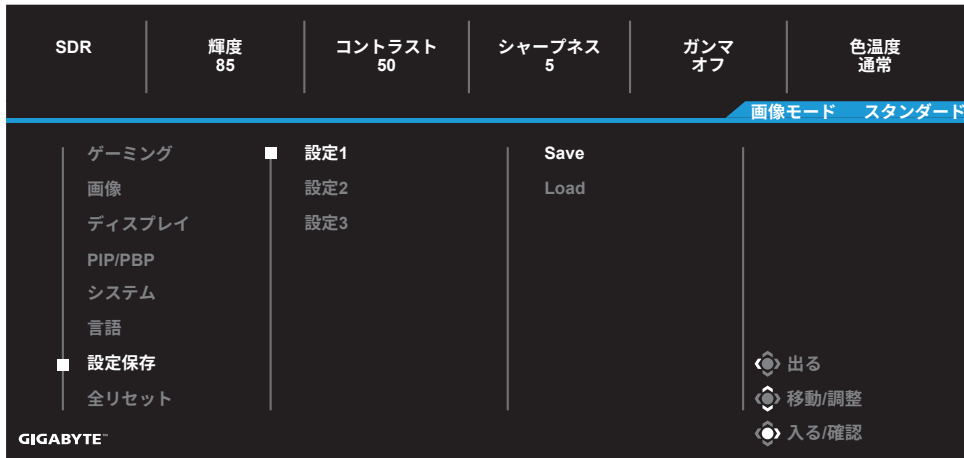 SDR
輝度
85
コントラスト
50
シャープネス
5
ガンマ
オフ
色温度
通常
画像モード スタンダード
ゲーミング
画像
ディスプレイ
PIP/PBP
システム
言語
設定保存
全リセット
設定1
設定2
設定3
Save
Load
出る
移動/調整
入る/確認
GIGABYTE™